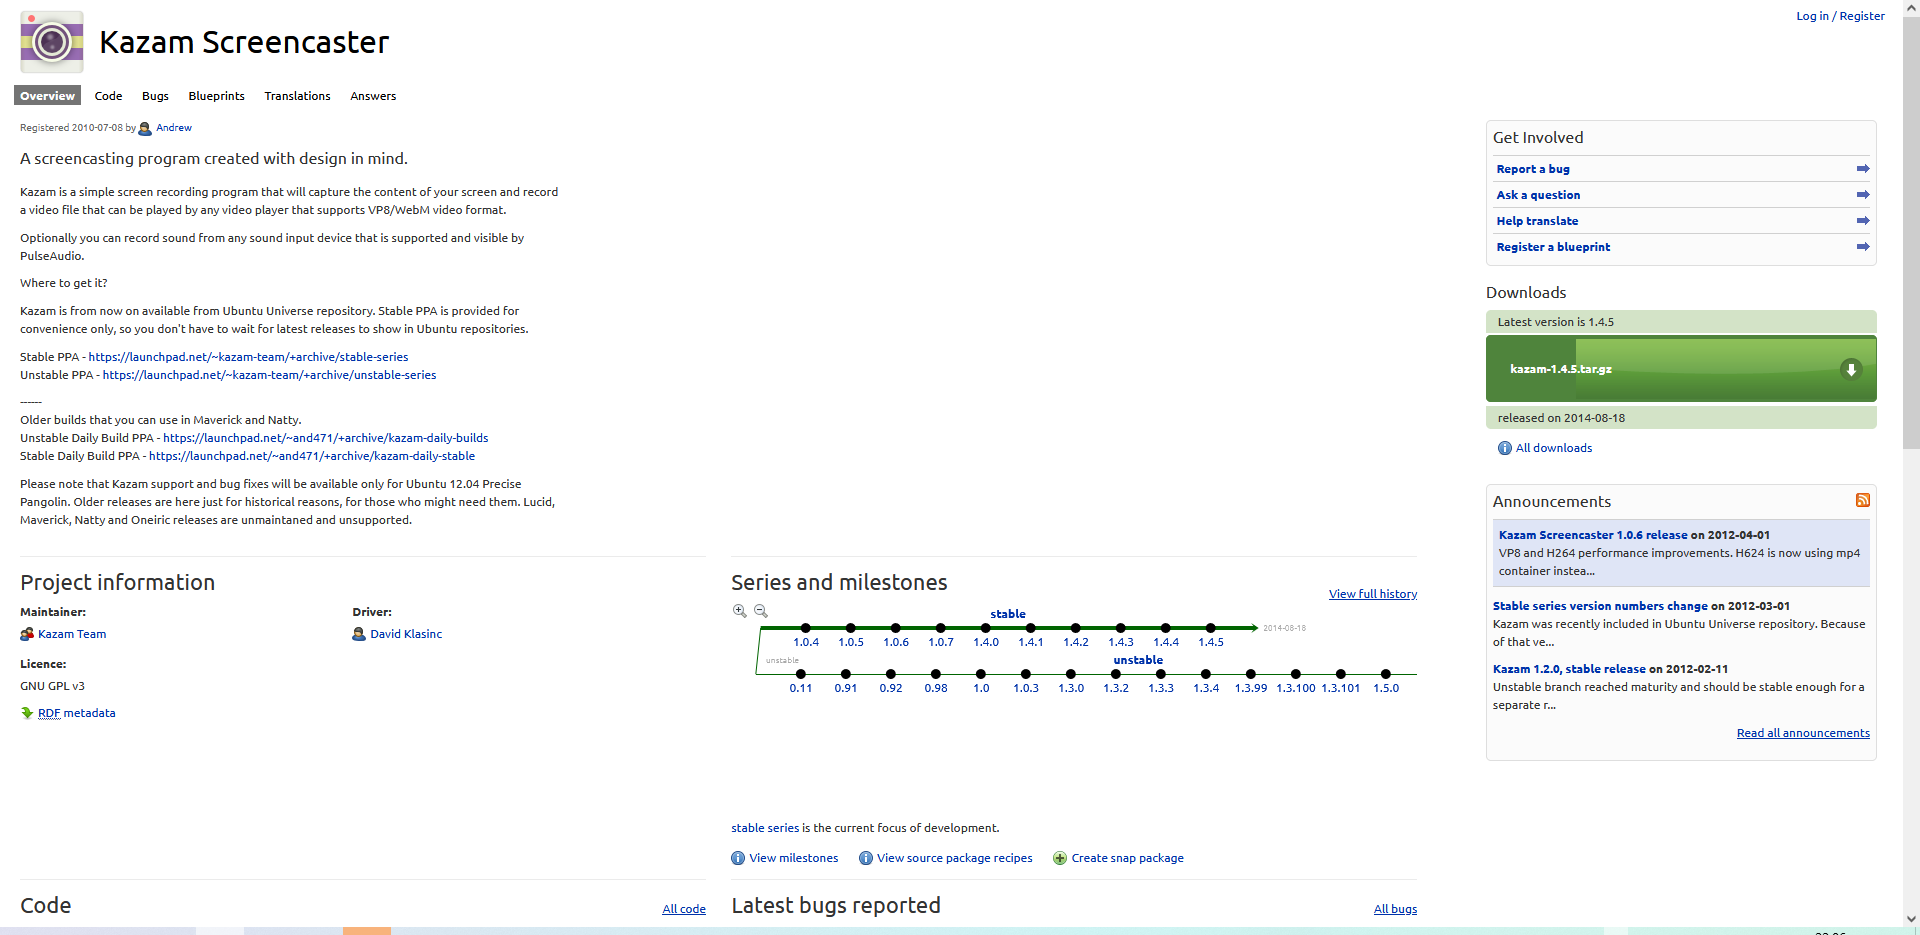 Log in / Register
Kazam Screencaster
Overview Code Bugs Blueprints Translations Answers
Registered 2010-07-08 by Andrew
A screencasting program created with design in mind.
Kazam is a simple screen recording program that will capture the content of your screen and record
a video file that can be played by any video player that supports VP8/WebM video format.
Optionally you can record sound from any sound input device that is supported and visible by
PulseAudio.
Where to get it?
Kazam is from now on available from Ubuntu Universe repository. Stable PPA is provided for
convenience only, so you don't have to wait for latest releases to show in Ubuntu repositories.
Stable PPA - https://launchpad.net/~kazam-team/+archive/stable-series
Unstable PPA - https://launchpad.net/~kazam-team/+archive/unstable-series
------
Older builds that you can use in Maverick and Natty.
Unstable Daily Build PPA - https://launchpad.net/~and471/+archive/kazam-daily-builds
Stable Daily Build PPA - https://launchpad.net/~and471/+archive/kazam-daily-stable
Please note that Kazam support and bug fixes will be available only for Ubuntu 12.04 Precise
Pangolin. Older releases are here just for historical reasons, for those who might need them. Lucid,
Maverick, Natty and Oneiric releases are unmaintaned and unsupported.
Project information
Maintainer:
Kazam Team
Driver:
David Klasinc
Licence:
GNU GPL v3
RDF metadata
Series and milestones
View full history
stable
2014-08-18
1.0.4 1.0.5 1.0.6 1.0.7 1.4.0 1.4.1 1.4.2 1.4.3 1.4.4 1.4.5
unstable
unstable
0.11 0.91 0.92 0.98 1.0 1.0.3 1.3.0 1.3.2 1.3.3 1.3.4 1.3.99 1.3.100 1.3.101 1.5.0
stable series is the current focus of development.
View milestones View source package recipes Create snap package
Code
All code
Latest bugs reported
All bugs
Get Involved
Report a bug
Ask a question
Help translate
Register a blueprint
Downloads
Latest version is 1.4.5
kazam-1.4.5.tar.gz
released on 2014-08-18
All downloads
Announcements
Kazam Screencaster 1.0.6 release on 2012-04-01
VP8 and H264 performance improvements. H624 is now using mp4
container instea...
Stable series version numbers change on 2012-03-01
Kazam was recently included in Ubuntu Universe repository. Because
of that ve...
Kazam 1.2.0, stable release on 2012-02-11
Unstable branch reached maturity and should be stable enough for a
separate r...
Read all announcements